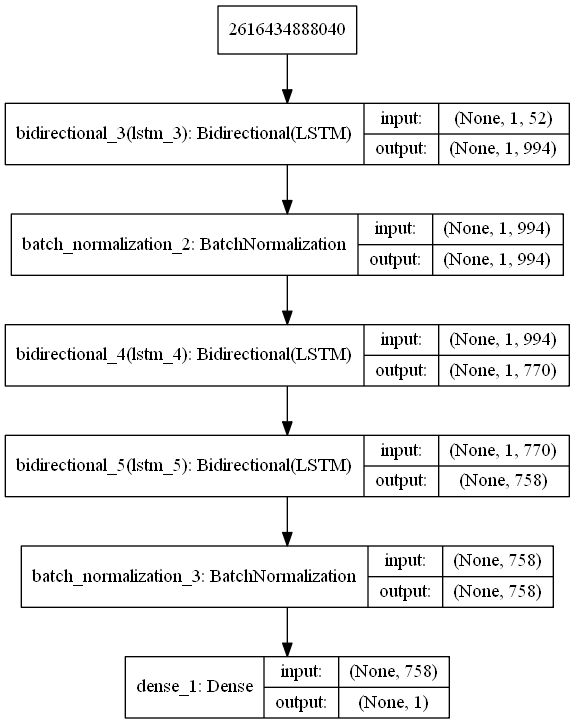 2616434888040
bidirectional_3(lstm_3): Bidirectional(LSTM)
input: (None, 1, 52)
output: (None, 1, 994)
batch_normalization_2: BatchNormalization
input: (None, 1, 994)
output: (None, 1, 994)
bidirectional_4(lstm_4): Bidirectional(LSTM)
input: (None, 1, 994)
output: (None, 1, 770)
bidirectional_5(lstm_5): Bidirectional(LSTM)
input: (None, 1, 770)
output: (None, 758)
batch_normalization_3: BatchNormalization
input: (None, 758)
output: (None, 758)
dense_1: Dense
input: (None, 758)
output: (None, 1)